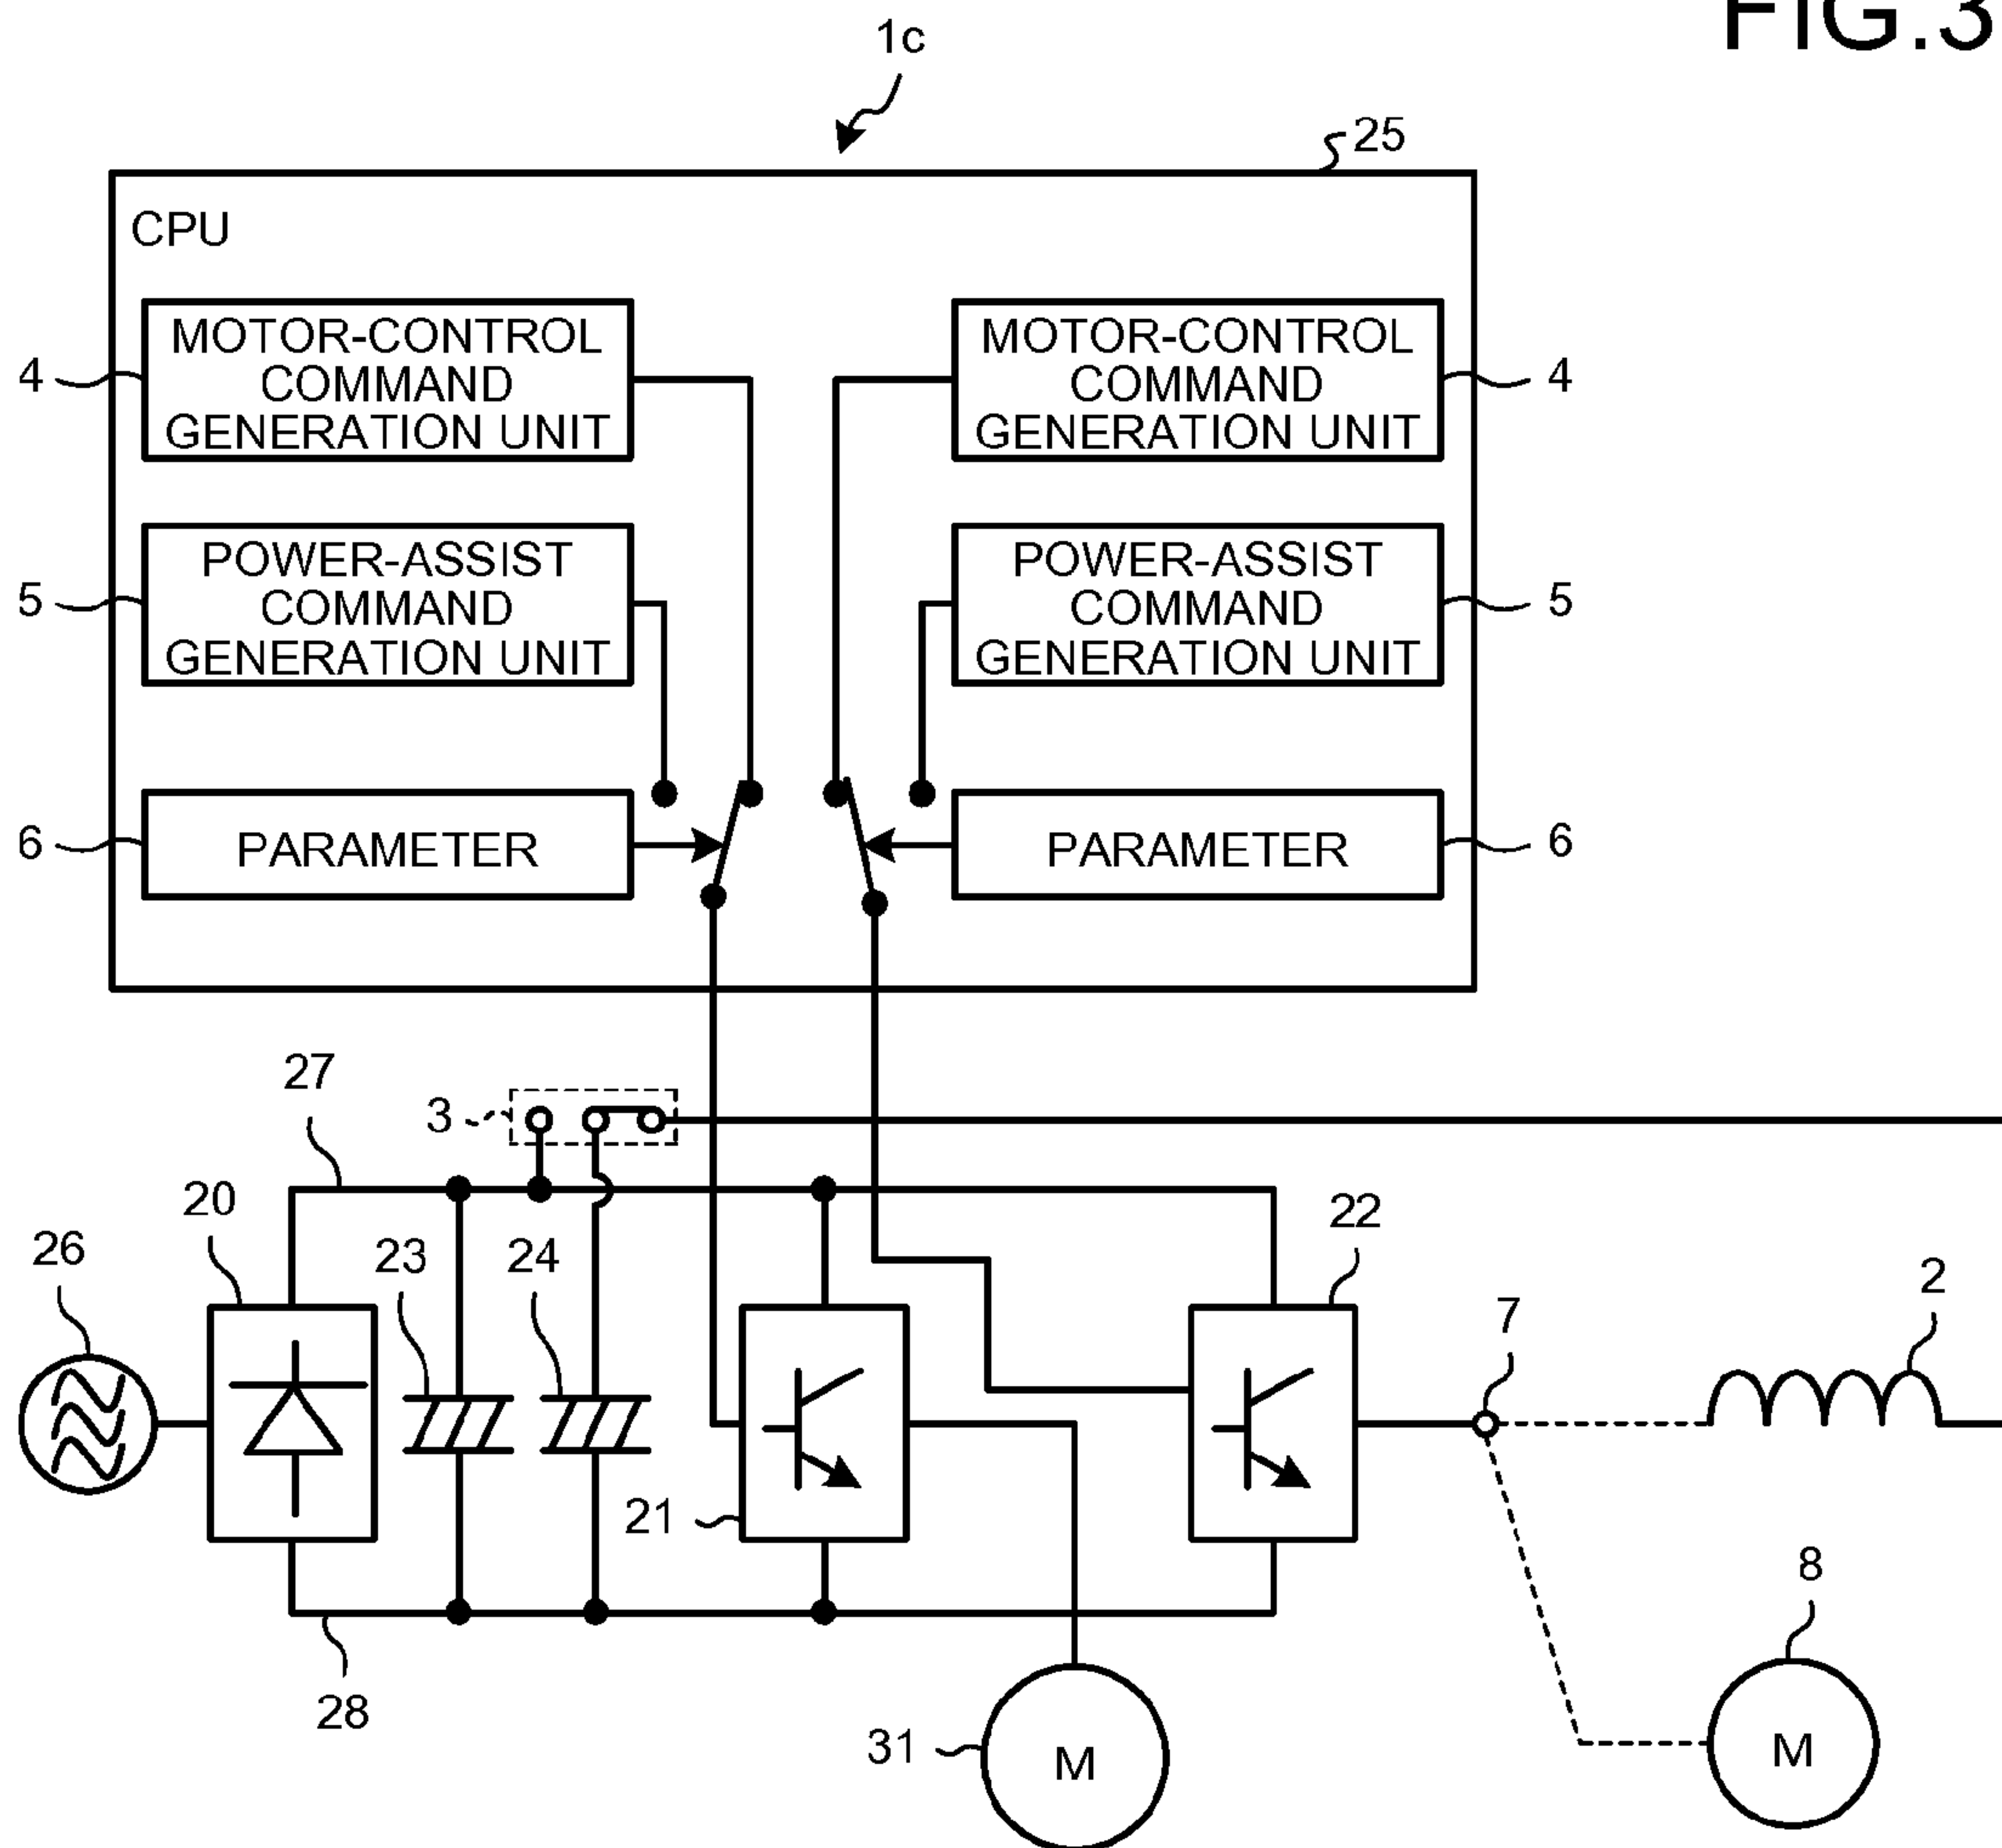 FIG.3
1c
25
CPU
MOTOR-CONTROL
COMMAND
GENERATION UNIT
MOTOR-CONTROL
COMMAND
GENERATION UNIT
4
4
POWER-ASSIST
COMMAND
GENERATION UNIT
POWER-ASSIST
COMMAND
GENERATION UNIT
5
5
6
PARAMETER
PARAMETER
6
27
3
20
22
26
23
24
7
2
21
8
28
31
M
M